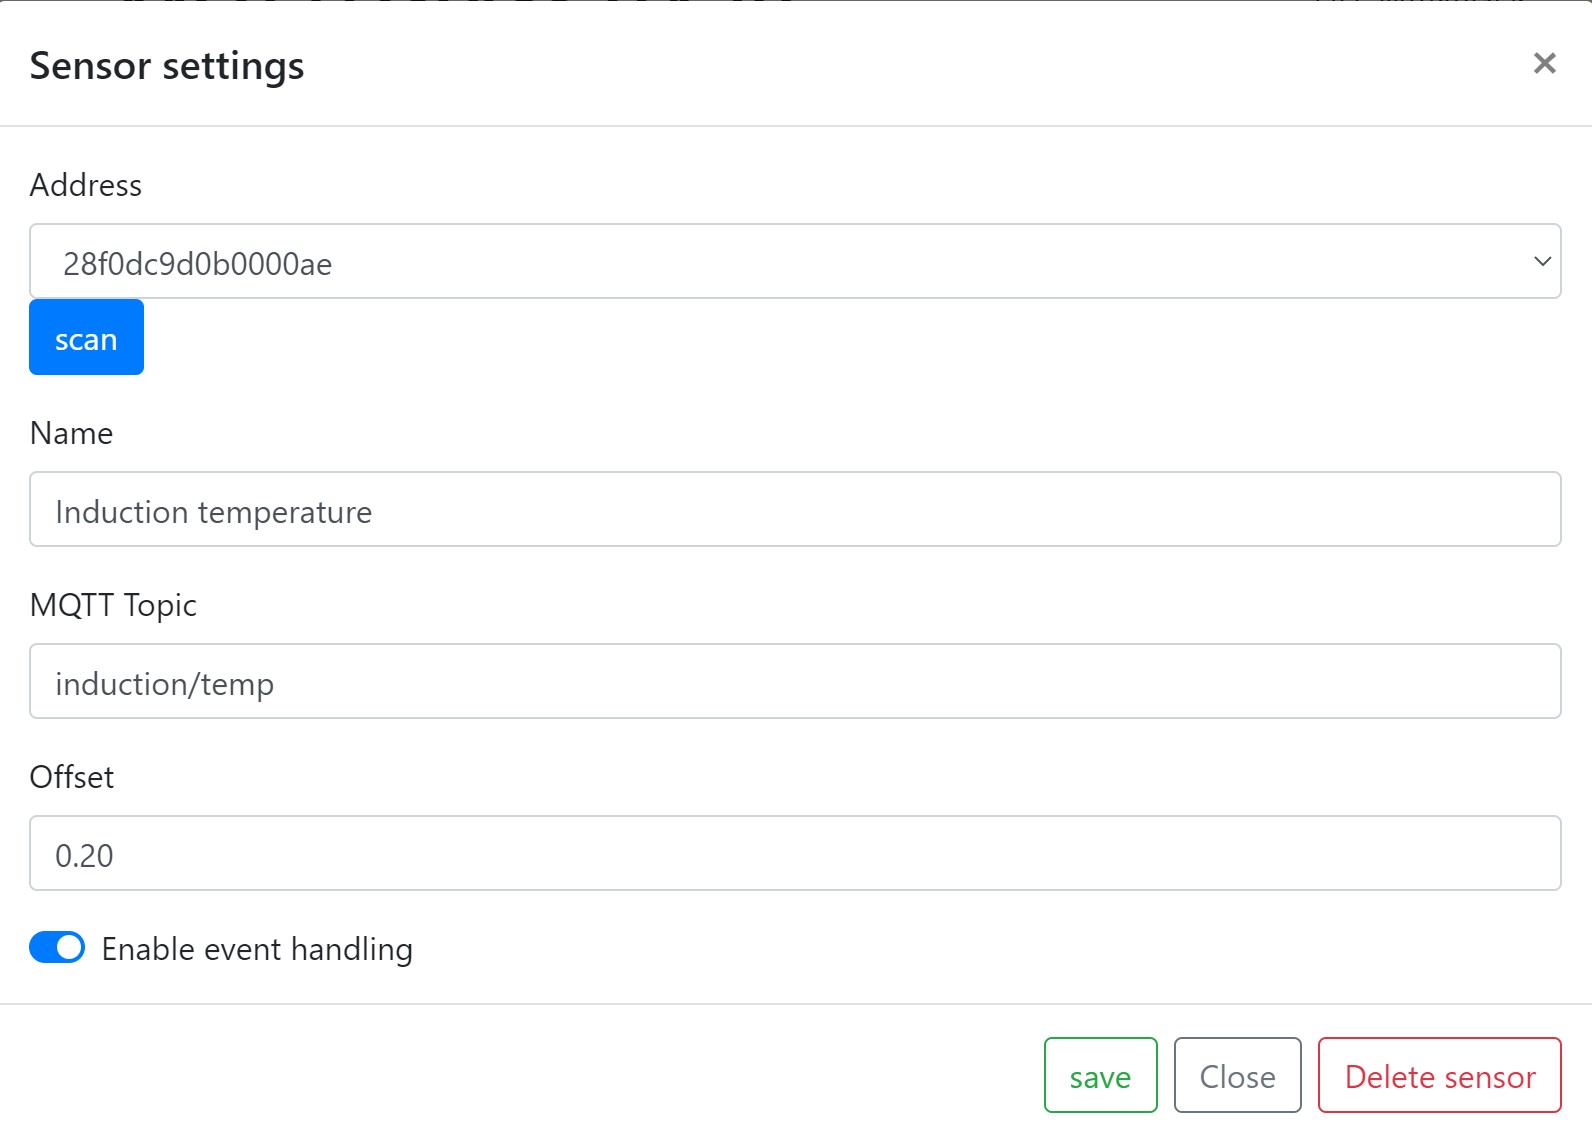 Sensor settings
Address
28f0dc9d0b0000ae
scan
Name
Induction temperature
MQTT Topic
induction/temp
Offset
0.20
Enable event handling
save Close Delete sensor